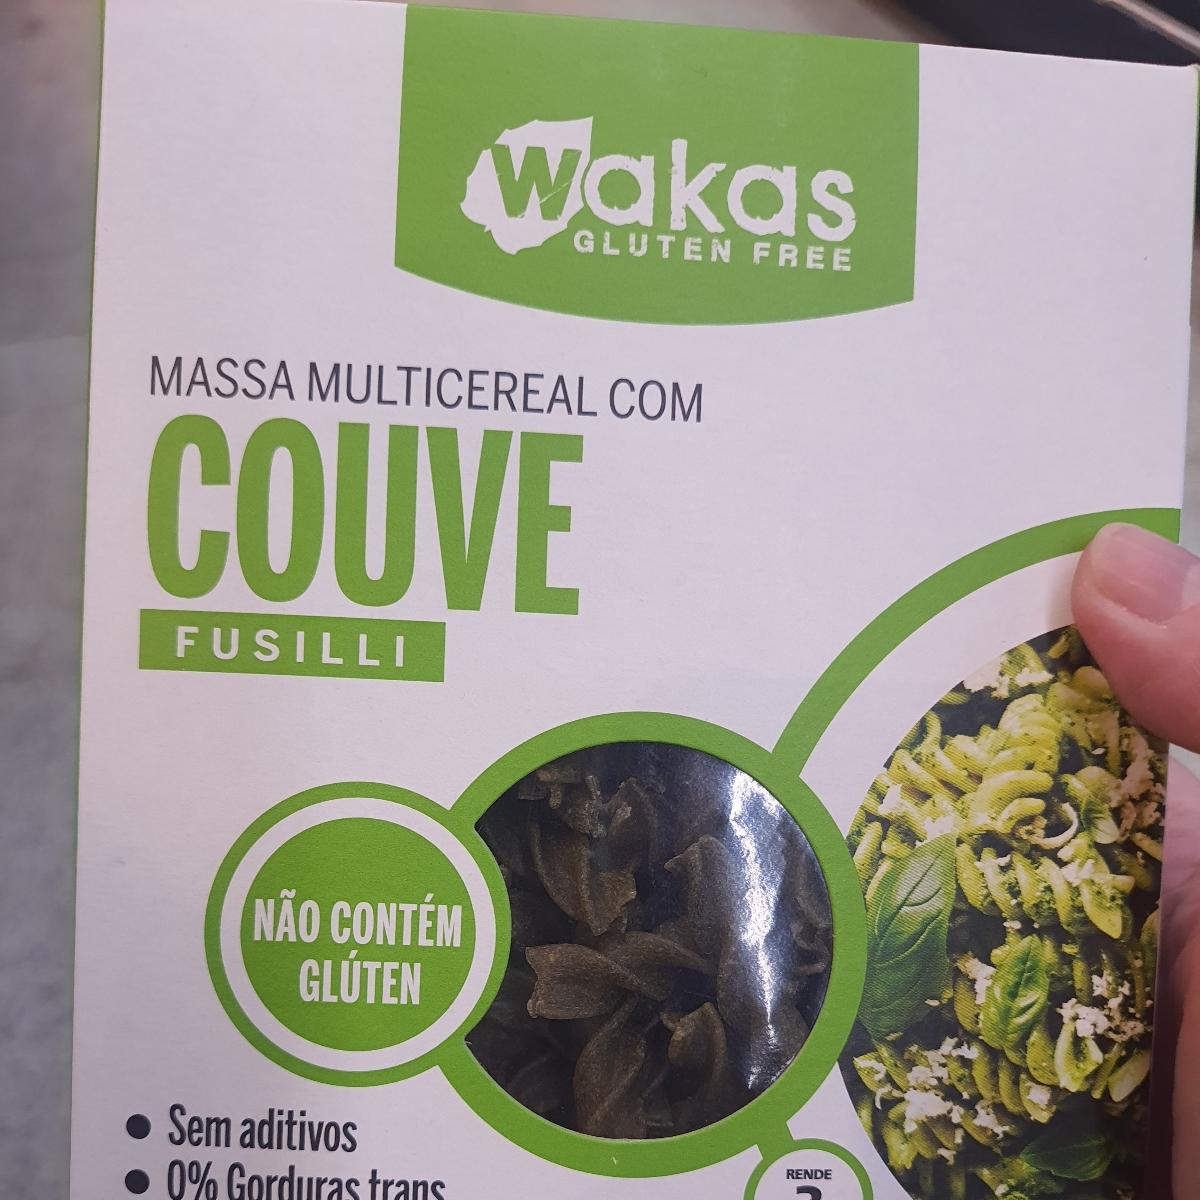 wakas
GLUTEN FREE
MASSA MULTICEREAL COM
COUVE
FUSILLI
NÃO CONTÉM
GLÚTEN
• Sem aditivos
• 0% Gorduras trans
RENDE